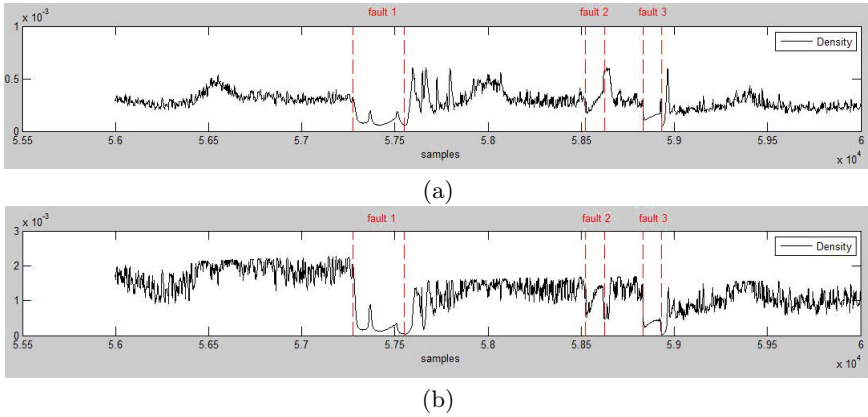 fault 1 fault 2 fault 3
x 10⁻³
1
0.5
0
Density
5.55 5.6 5.65 5.7 5.75 5.8 5.85 5.9 5.95 6
samples
x 10⁴
(a)
fault 1 fault 2 fault 3
x 10⁻³
3
2
1
0
Density
5.55 5.6 5.65 5.7 5.75 5.8 5.85 5.9 5.95 6
samples
x 10⁴
(b)